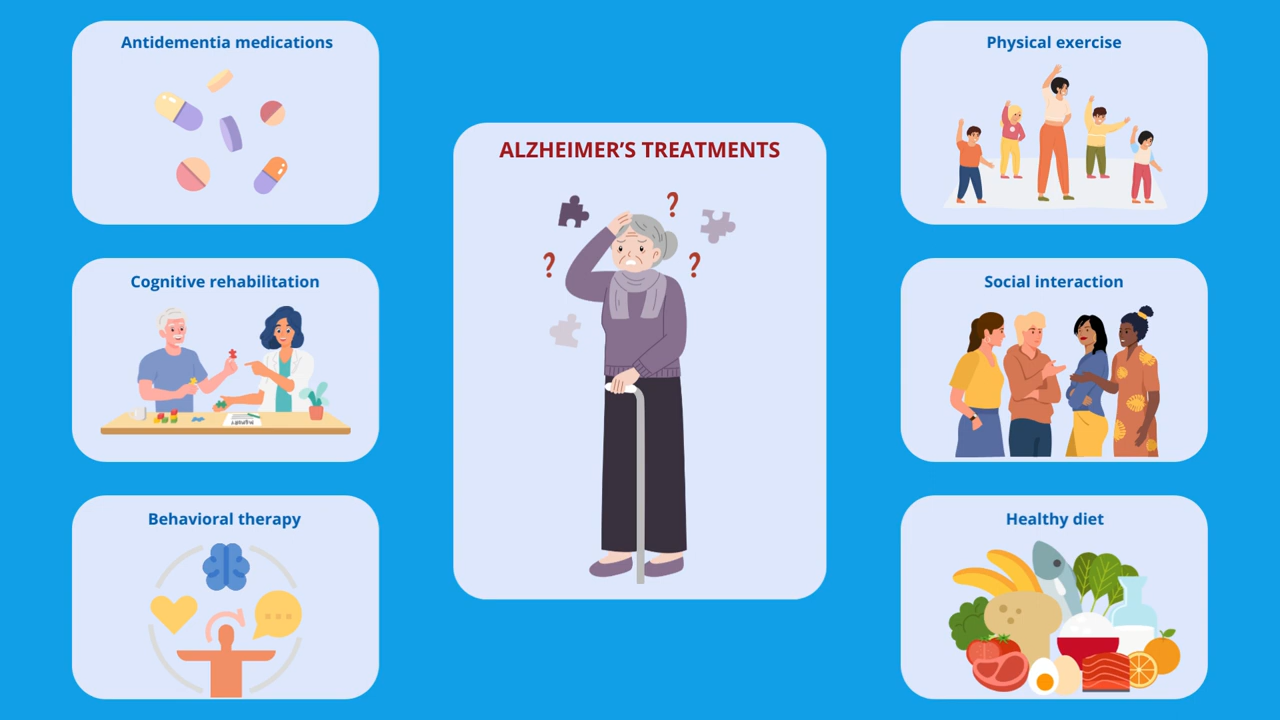 Antidementia medications
Cognitive rehabilitation
Behavioral therapy
ALZHEIMER'S TREATMENTS
?
?
?
Physical exercise
Social interaction
Healthy diet